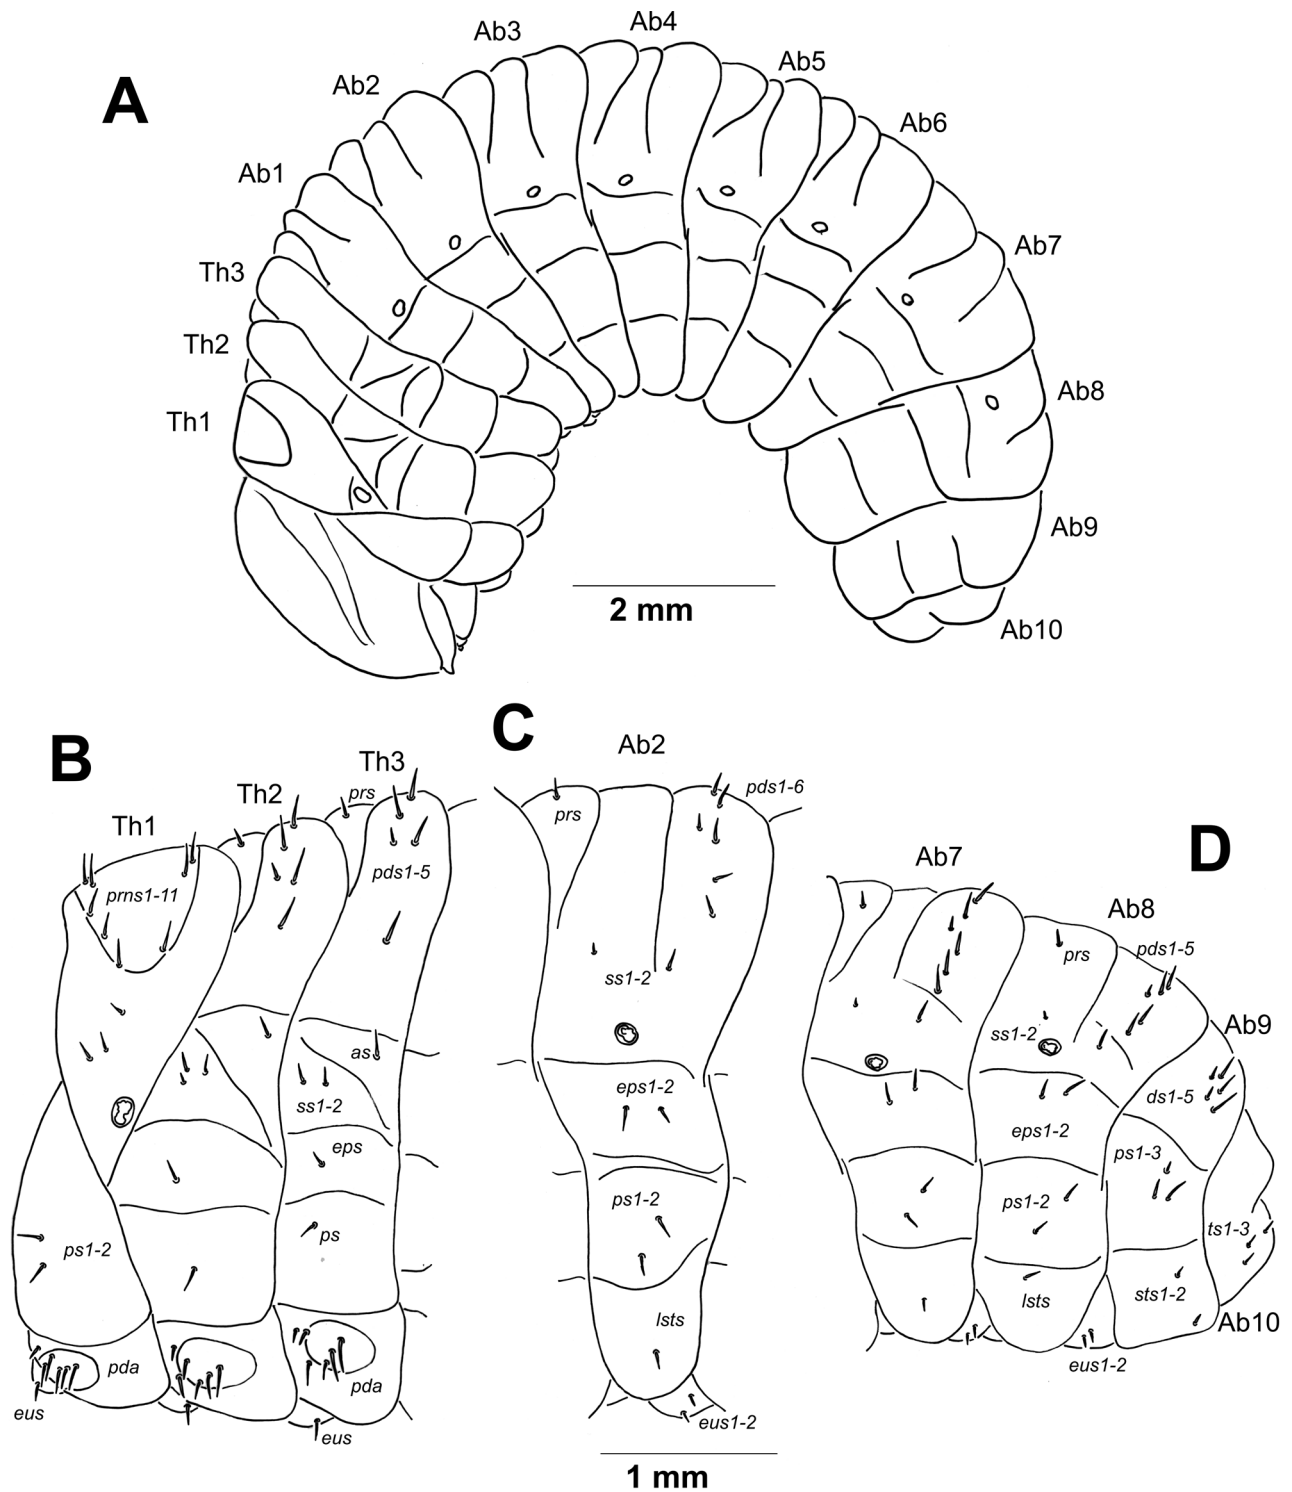 A
Ab4
Ab3
Ab5
Ab2
Ab6
Ab1
Ab7
Th3
Th2
Ab8
Th1
Ab9
2 mm
Ab10
B
Th1
Th2
Th3
prs
prns1-11
pds1-5
as
ss1-2
eps
ps
ps1-2
pda
pda
eus
eus
C
Ab2
prs
pds1-6
ss1-2
eps1-2
ps1-2
lsts
eus1-2
1 mm
D
Ab7
Ab8
prs
pds1-5
Ab9
ss1-2
ds1-5
eps1-2
ps1-3
ps1-2
ts1-3
lsts
sts1-2
Ab10
eus1-2